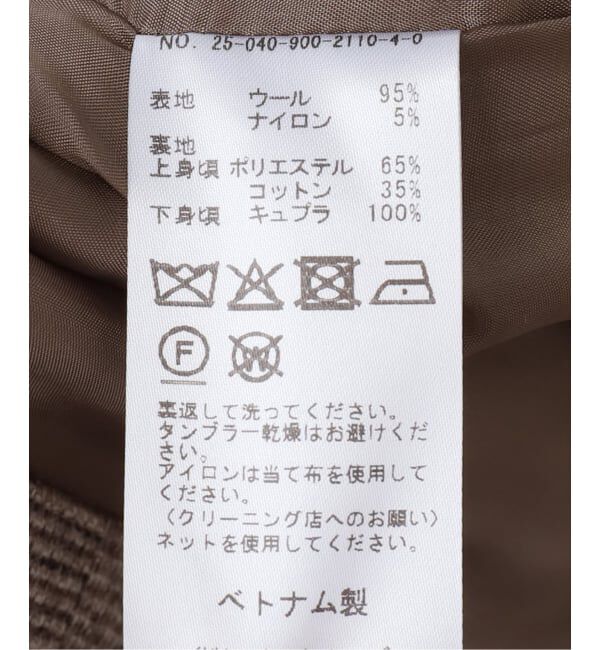 NO. 25-040-900-2110-4-0
表地 ウール 95%
ナイロン 5%
裏地
上身頃 ポリエステル 65%
コットン 35%
下身頃 キュプラ 100%
F W
裏返して洗ってください。
タンブラー乾燥はお避けくだ
さい。
アイロンは当て布を使用して
ください。
〈クリーニング店へのお願い〉
ネットを使用してください。
ベトナム製